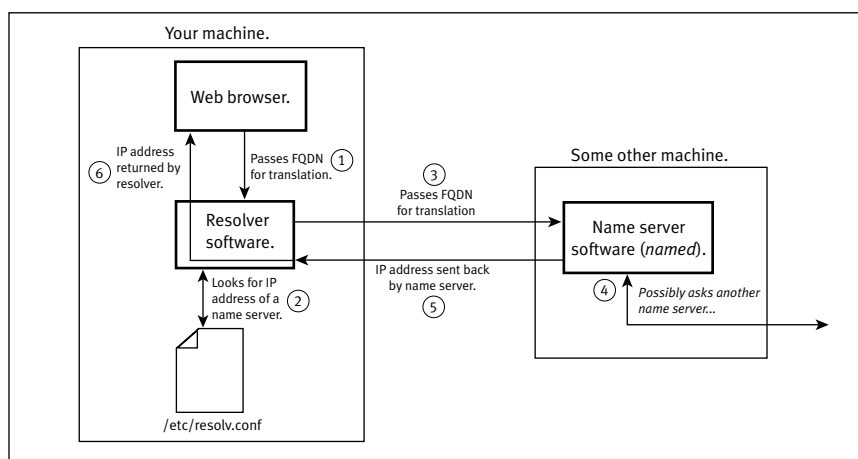 Your machine.
Web browser.
6
IP address
returned by
resolver.
Passes FQDN
for translation.
1
3
Passes FQDN
for translation
Some other machine.
Resolver
software.
Name server
software (named).
IP address sent back
by name server.
5
Looks for IP
address of a
name server.
2
4
Possibly asks another
name server...
/etc/resolv.conf